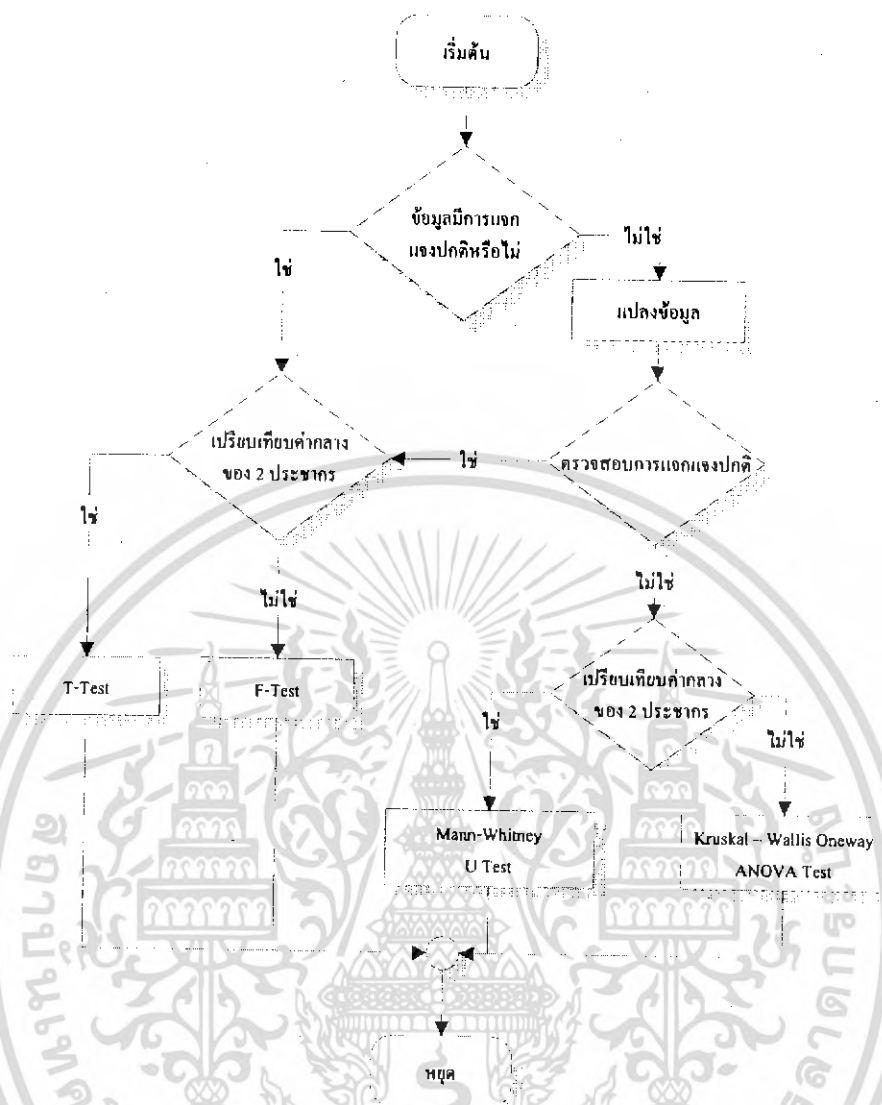 เริ่มต้น
ข้อมูลมีการแจก
แจงปกติหรือไม่
ไม่ใช่
ใช่
แปลงข้อมูล
เปรียบเทียบค่ากลาง
ของ 2 ประชากร
ใช่
ตรวจสอบการแจกแจงปกติ
ใช่
ไม่ใช่
ไม่ใช่
T-Test
F-Test
เปรียบเทียบค่ากลาง
ของ 2 ประชากร
ใช่
ไม่ใช่
Mann-Whitney
U Test
Kruskal – Wallis Oneway
ANOVA Test
หยุด